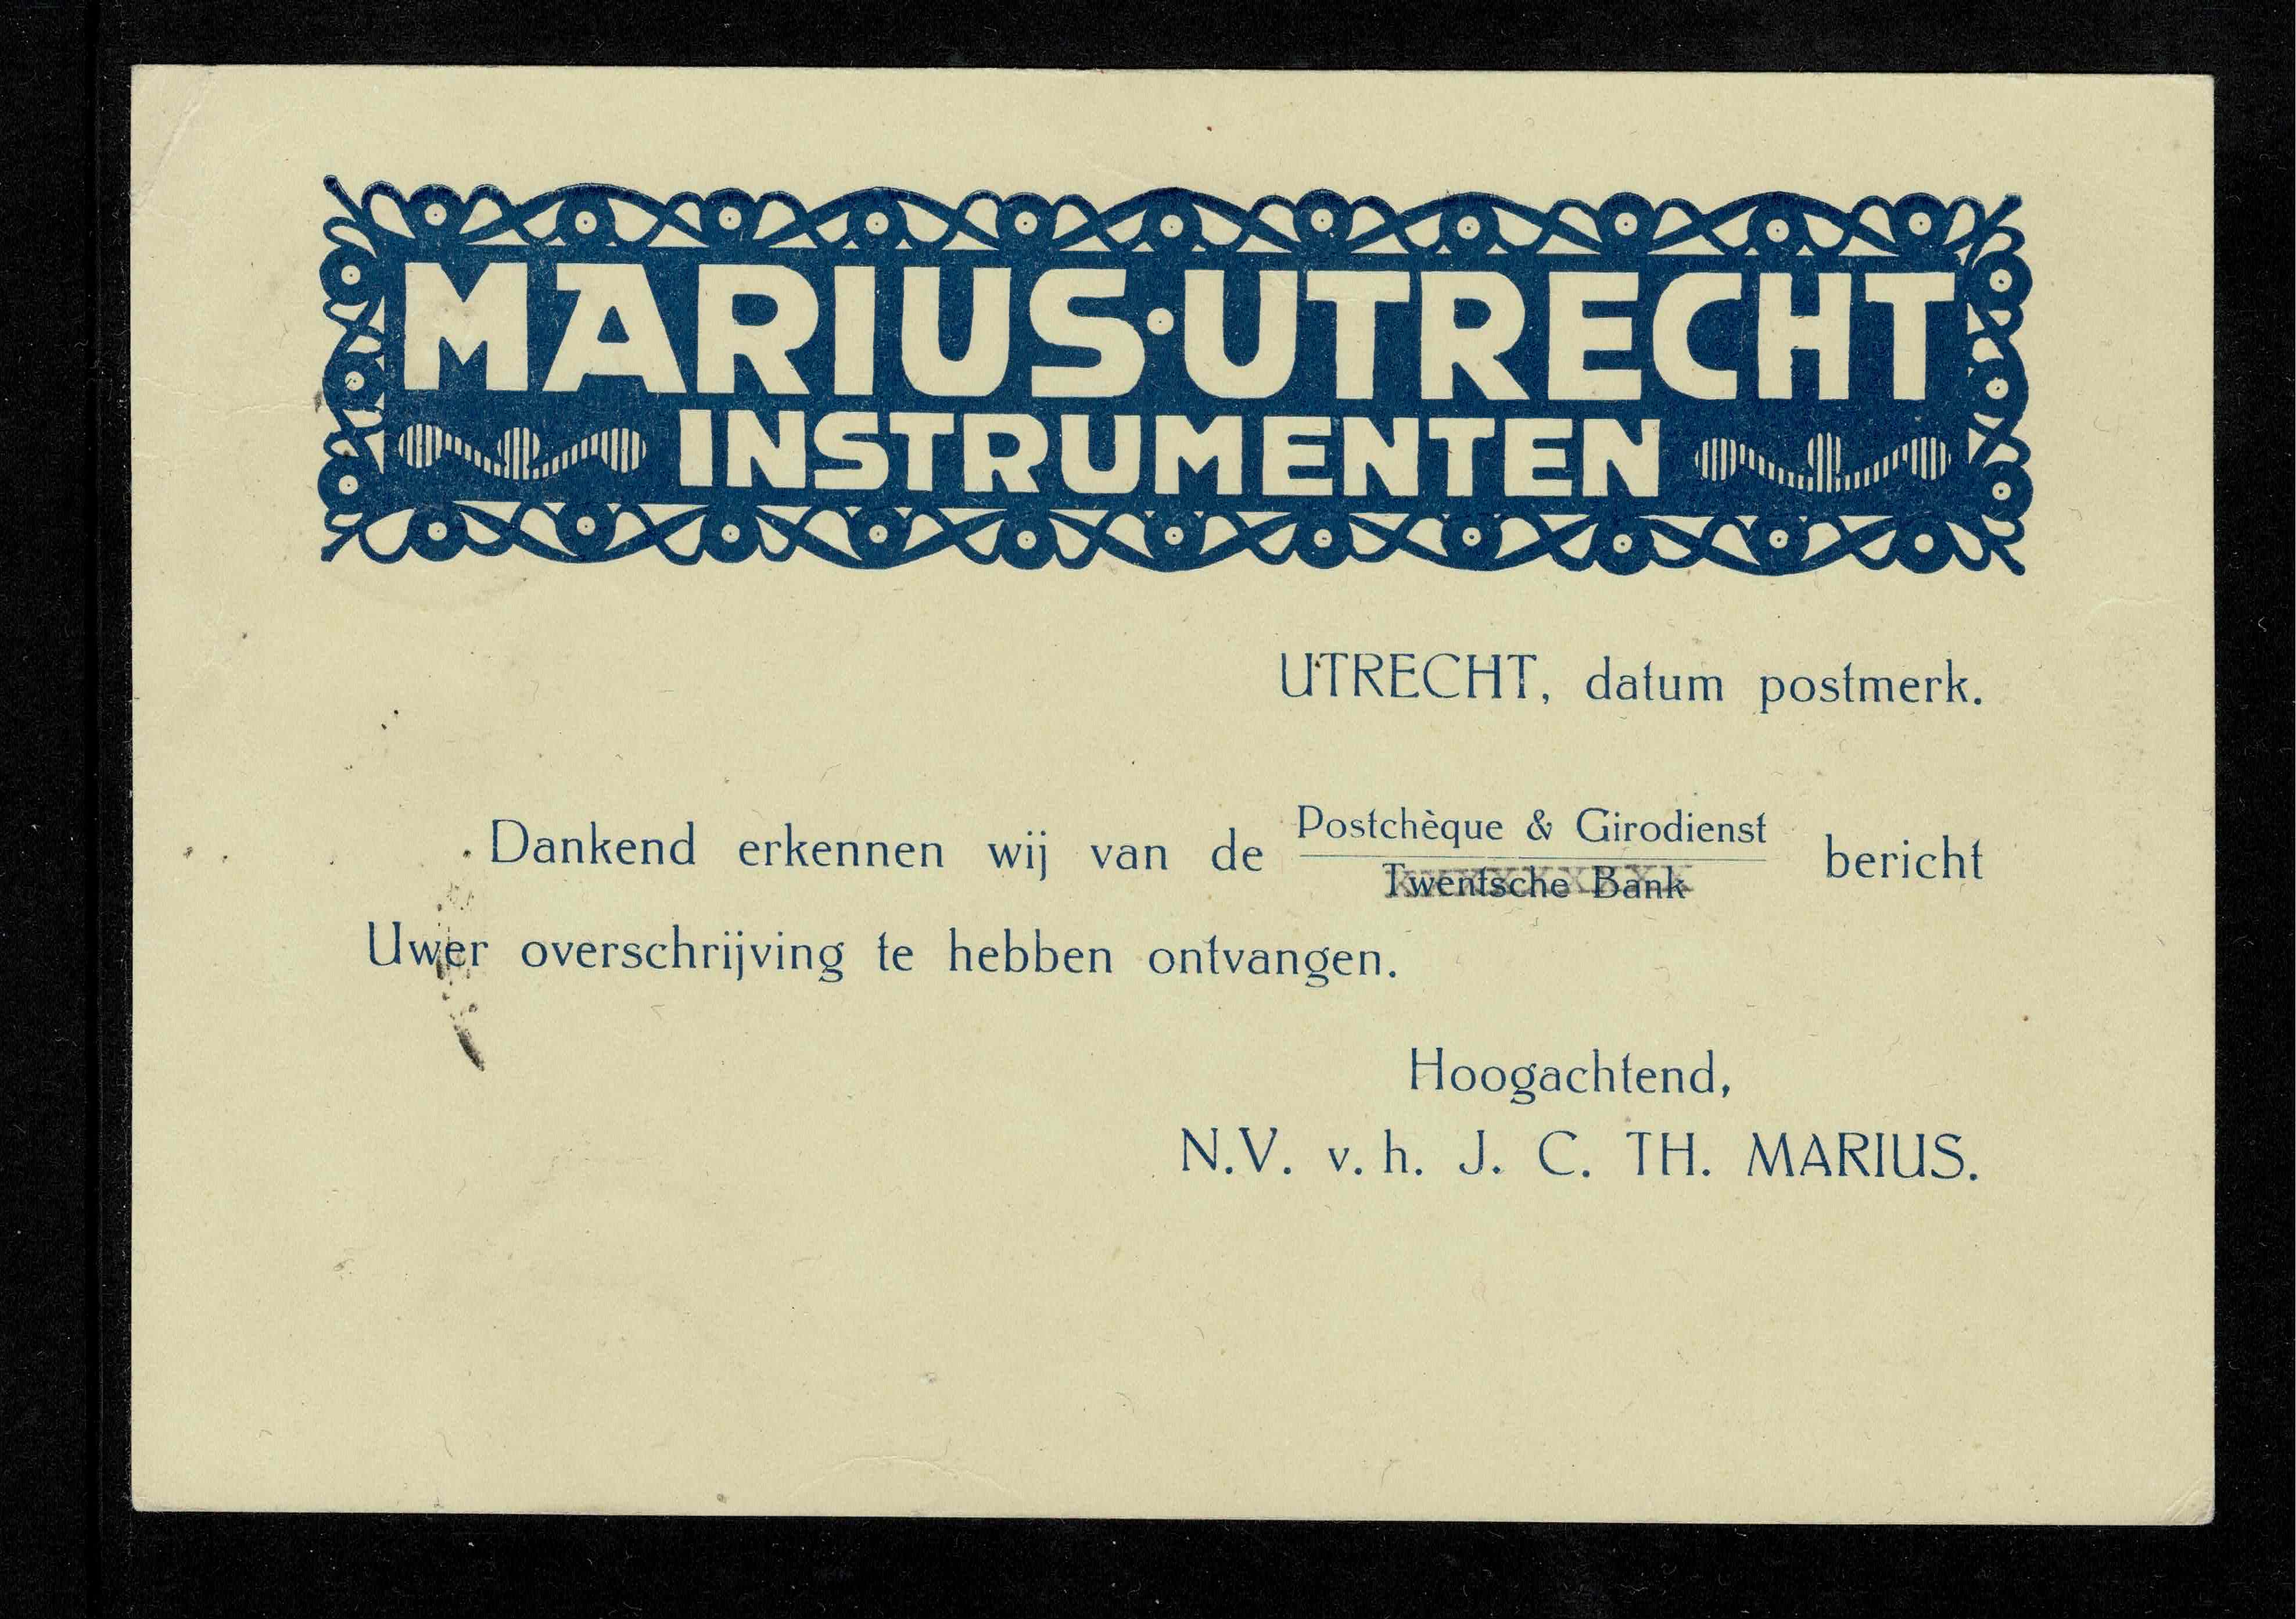 MARIUS·UTRECHT
INSTRUMENTEN
UTRECHT, datum postmerk.
Dankend erkennen wij van de Postchèque & Girodienst bericht
Twentsche Bank
Uwer overschrijving te hebben ontvangen.
Hoogachtend,
N.V. v. h. J. C. TH. MARIUS.